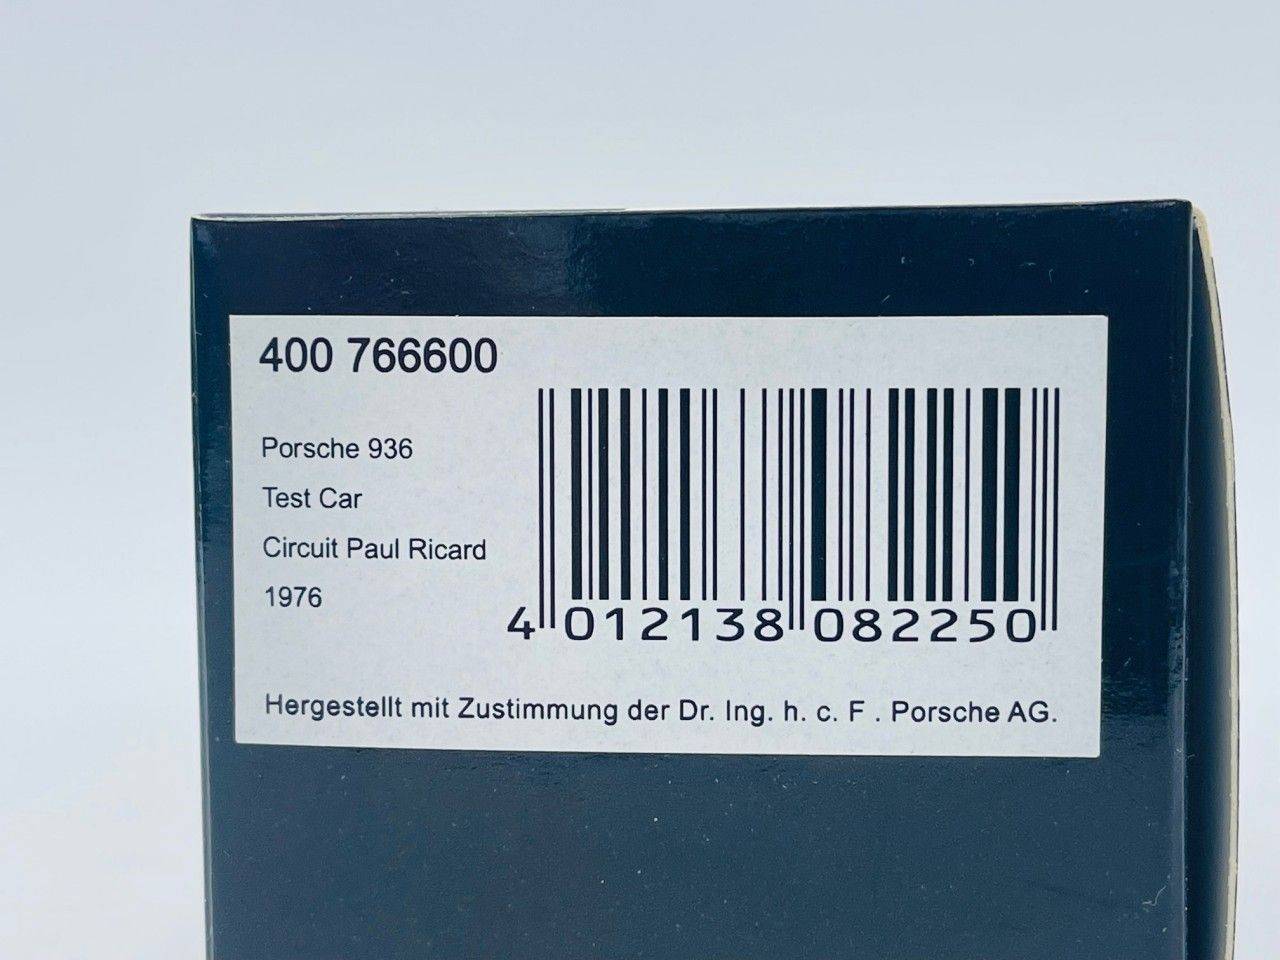 400 766600
Porsche 936
Test Car
Circuit Paul Ricard
1976
4 012138 082250
Hergestellt mit Zustimmung der Dr. Ing. h. c. F . Porsche AG.